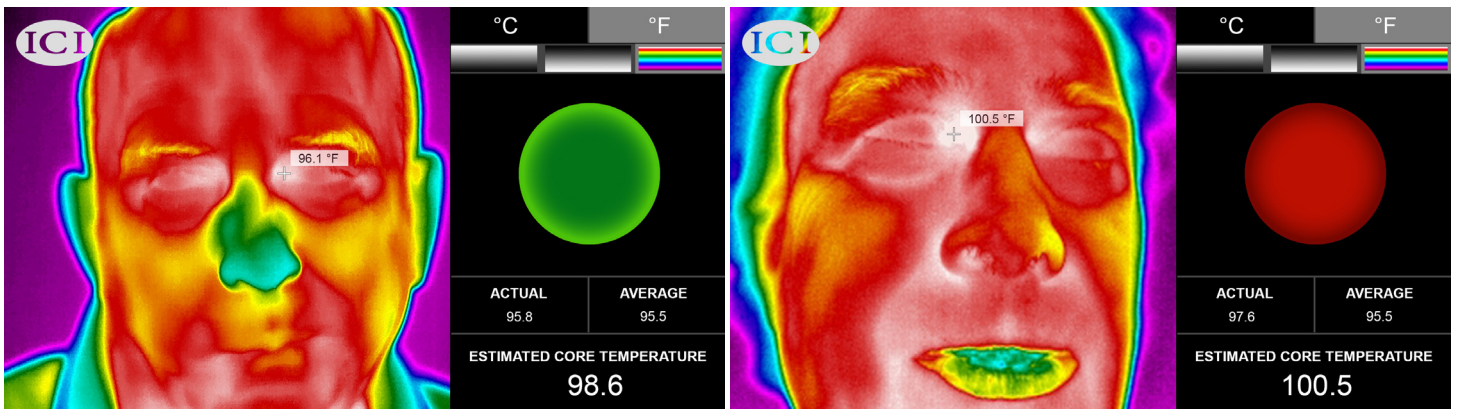 ICI
96.1 °F
°C °F
ACTUAL AVERAGE
95.8 95.5
ESTIMATED CORE TEMPERATURE
98.6
ICI
100.5 °F
°C °F
ACTUAL AVERAGE
97.6 95.5
ESTIMATED CORE TEMPERATURE
100.5